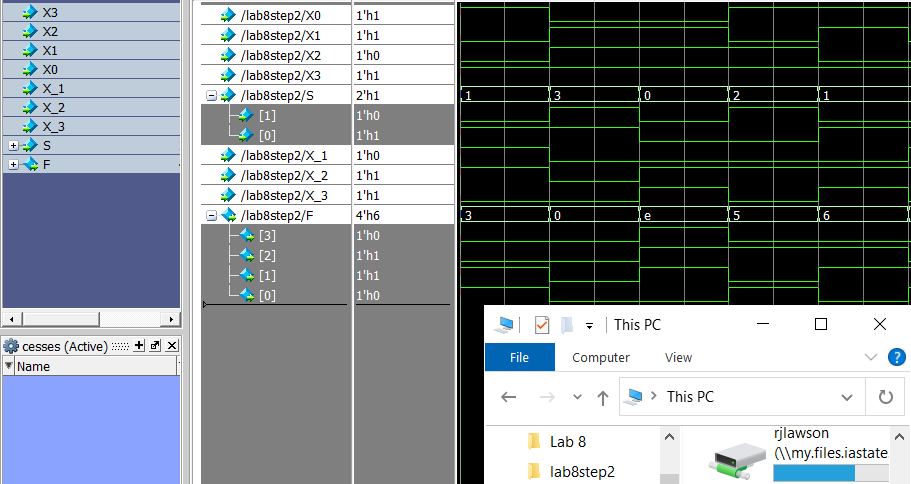 X3
X2
X1
X0
X_1
X_2
X_3
S
F
cesses (Active)
Name
/lab8step2/X0 1'h1
/lab8step2/X1 1'h1
/lab8step2/X2 1'h0
/lab8step2/X3 1'h1
/lab8step2/S 2'h1
[1] 1'h0
[0] 1'h1
/lab8step2/X_1 1'h0
/lab8step2/X_2 1'h1
/lab8step2/X_3 1'h1
/lab8step2/F 4'h6
[3] 1'h0
[2] 1'h1
[1] 1'h1
[0] 1'h0
1 3 0 2 1
3 0 e 5 6
This PC
File Computer View
This PC
Lab 8
lab8step2
rjlawson
(\\my.files.iastate.